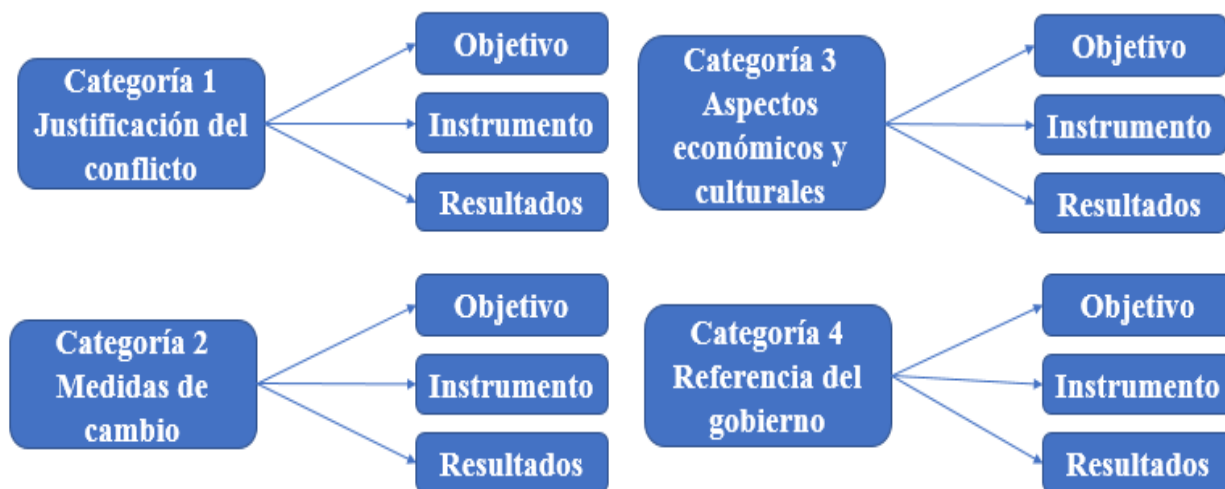 Categoría 1
Justificación del
conflicto
Objetivo
Instrumento
Resultados
Categoría 3
Aspectos
económicos y
culturales
Objetivo
Instrumento
Resultados
Categoría 2
Medidas de
cambio
Objetivo
Instrumento
Resultados
Categoría 4
Referencia del
gobierno
Objetivo
Instrumento
Resultados